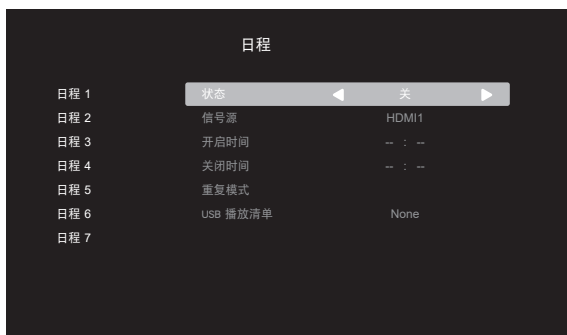 日程
日程 1 状态 关
日程 2 信号源 HDMI1
日程 3 开启时间 -- : --
日程 4 关闭时间 -- : --
日程 5 重复模式
日程 6 USB 播放清单 None
日程 7